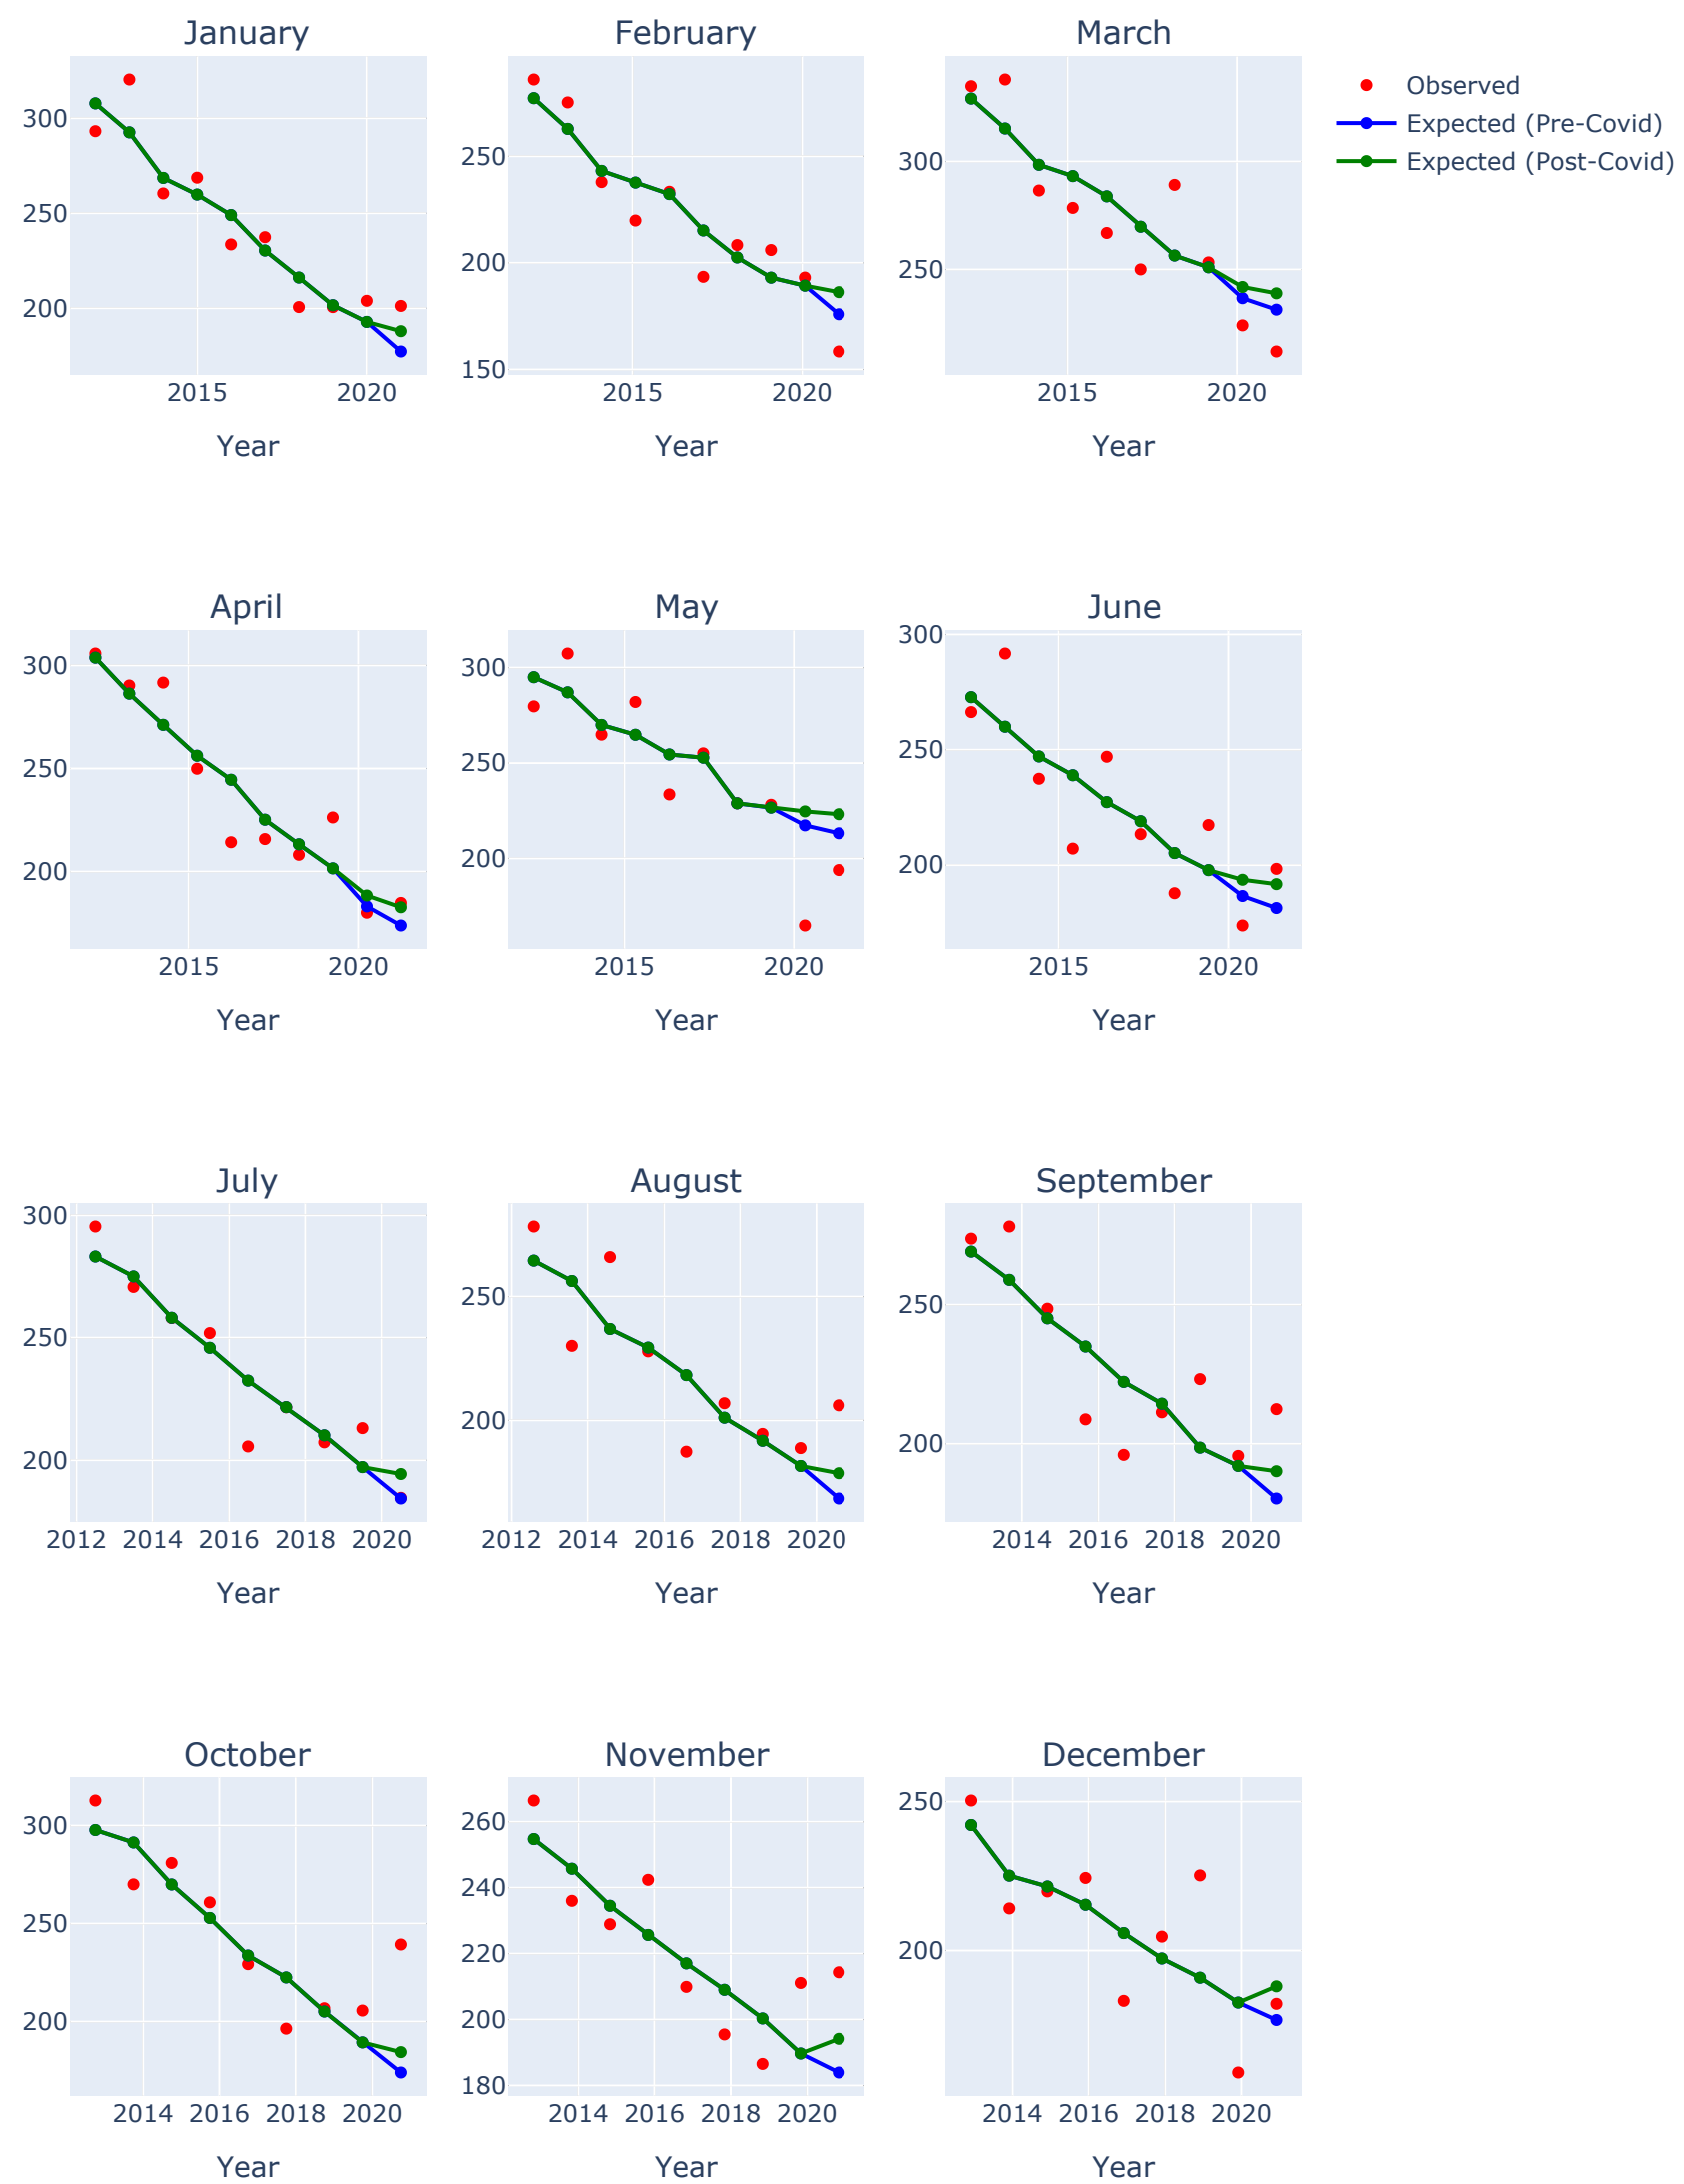 January February March
300
250
200
2015 2020
Year
250
200
150
2015 2020
Year
300
250
2015 2020
Year
Observed
Expected (Pre-Covid)
Expected (Post-Covid)
April May June
300
250
200
2015 2020
Year
300
250
200
2015 2020
Year
300
250
200
2015 2020
Year
July August September
300
250
200
2012 2014 2016 2018 2020
Year
250
200
2012 2014 2016 2018 2020
Year
250
200
2014 2016 2018 2020
Year
October November December
300
250
200
2014 2016 2018 2020
Year
260
240
220
200
180
2014 2016 2018 2020
Year
250
200
2014 2016 2018 2020
Year